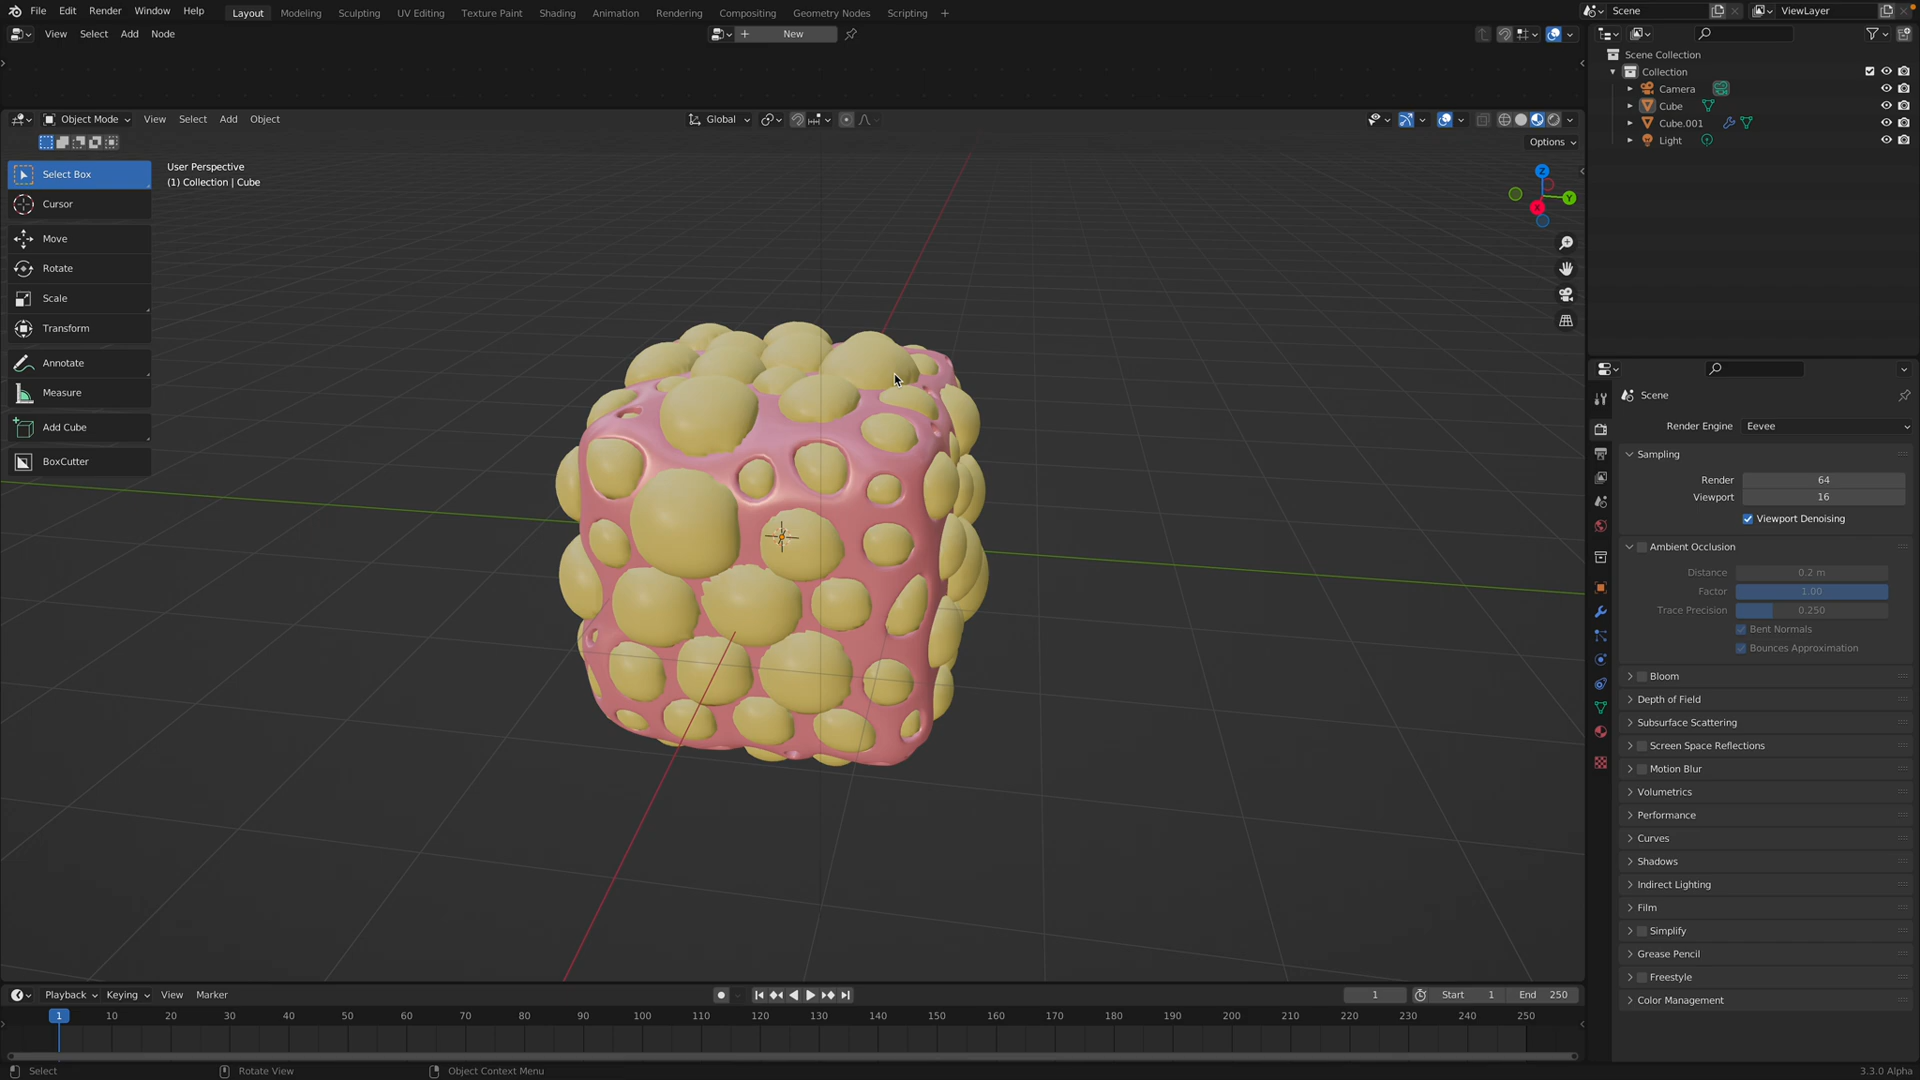 File Edit Render Window Help Layout Modeling Sculpting UV Editing Texture Paint Shading Animation Rendering Compositing Geometry Nodes Scripting + Scene ViewLayer
View Select Add Node New
Object Mode View Select Add Object Global
Options
User Perspective
(1) Collection | Cube
Select Box
Cursor
Move
Rotate
Scale
Transform
Annotate
Measure
Add Cube
BoxCutter
Z
Y
X
Scene Collection
Collection
Camera
Cube
Cube.001
Light
Scene
Render Engine Eevee
Sampling
Render 64
Viewport 16
Viewport Denoising
Ambient Occlusion
Distance 0.2 m
Factor 1.00
Trace Precision 0.250
Bent Normals
Bounces Approximation
Bloom
Depth of Field
Subsurface Scattering
Screen Space Reflections
Motion Blur
Volumetrics
Performance
Curves
Shadows
Indirect Lighting
Film
Simplify
Grease Pencil
Freestyle
Color Management
Playback Keying View Marker 1 Start 1 End 250
1 10 20 30 40 50 60 70 80 90 100 110 120 130 140 150 160 170 180 190 200 210 220 230 240 250
Select Rotate View Object Context Menu 3.3.0 Alpha